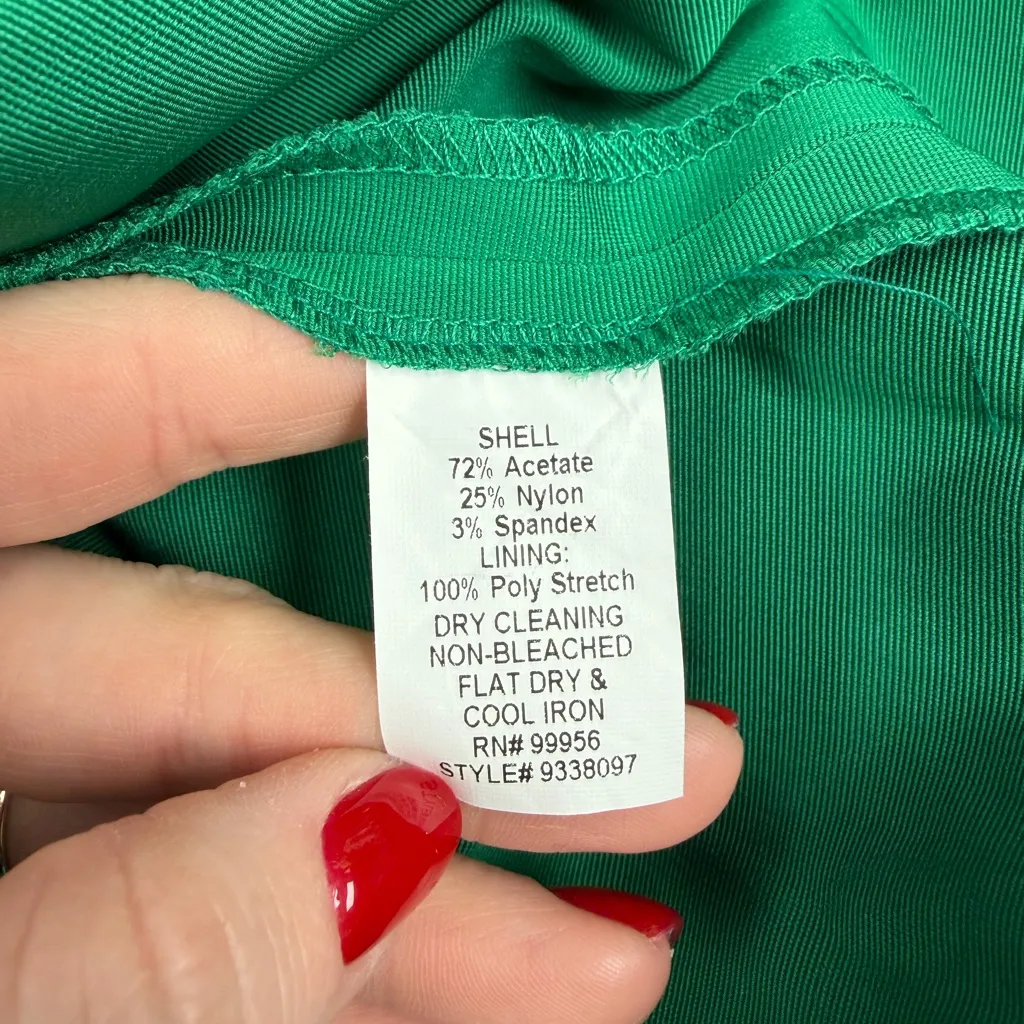 SHELL
72% Acetate
25% Nylon
3% Spandex
LINING:
100% Poly Stretch
DRY CLEANING
NON-BLEACHED
FLAT DRY &
COOL IRON
RN# 99956
STYLE# 9338097